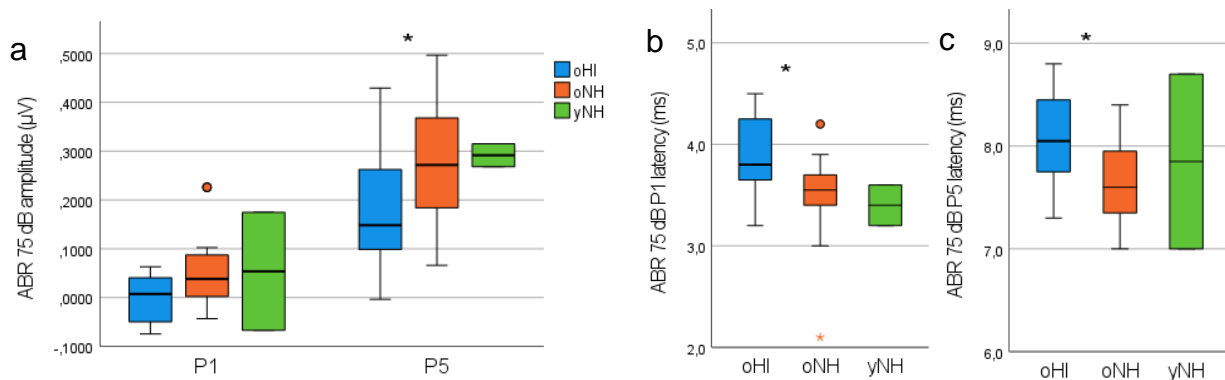 a
ABR 75 dB amplitude (µV)
,5000
,4000
,3000
,2000
,1000
,0000
-,1000
*
P1
P5
oHI
oNH
yNH
b
ABR 75 dB P1 latency (ms)
5,0
4,0
3,0
2,0
*
oHI
oNH
yNH
c
ABR 75 dB P5 latency (ms)
9,0
8,0
7,0
6,0
*
oHI
oNH
yNH